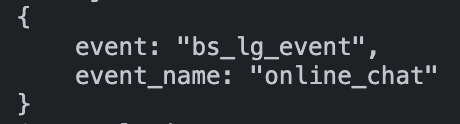 {
event: "bs_lg_event",
event_name: "online_chat"
}